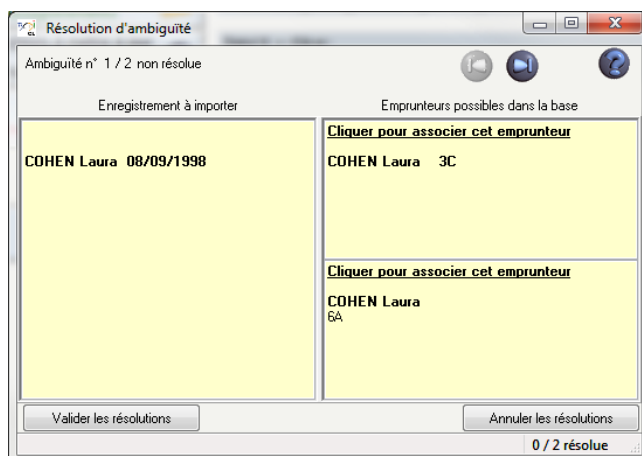 Résolution d'ambiguïté
Ambiguïté n° 1 / 2 non résolue
Enregistrement à importer
Emprunteurs possibles dans la base
COHEN Laura 08/09/1998
Cliquer pour associer cet emprunteur
COHEN Laura 3C
Cliquer pour associer cet emprunteur
COHEN Laura
6A
Valider les résolutions
Annuler les résolutions
0 / 2 résolue